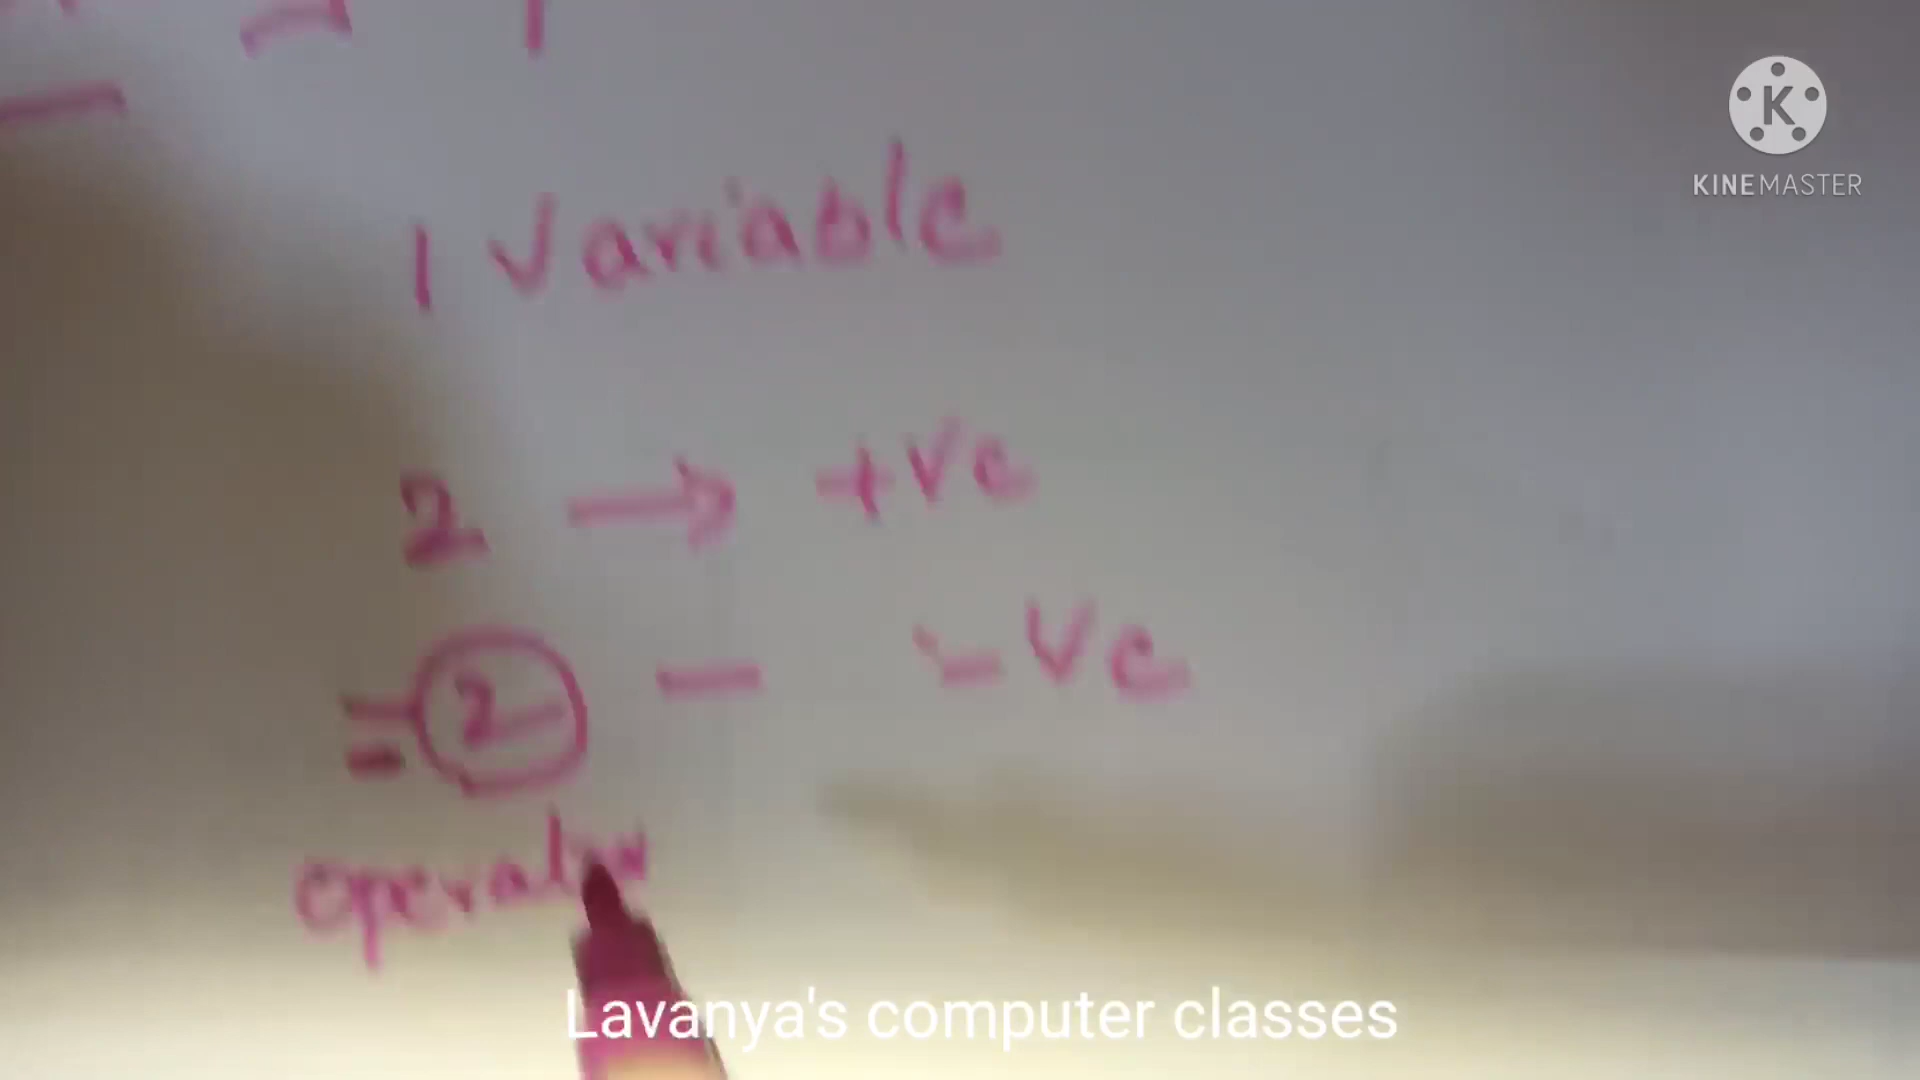 KINEMASTER
1 Variable
2 → +ve
2 — -ve
Lavanya's computer classes